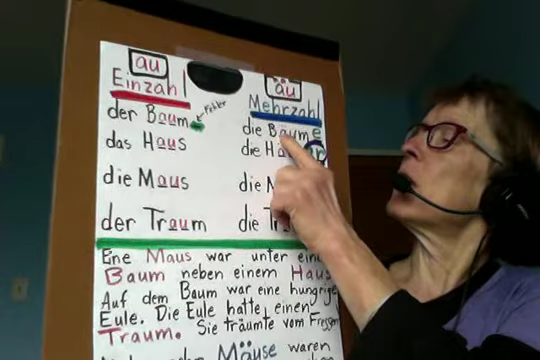 au äu
Einzahl Mehrzahl
der Baum Fehler die Bäume
das Haus die
die Maus die
der Traum die
Eine Maus war unter
Baum neben einem Haus
Auf dem Baum war eine hungrige
Eule. Die Eule hatte einen
Traum. Sie träumte vom Fressen
Mäuse waren